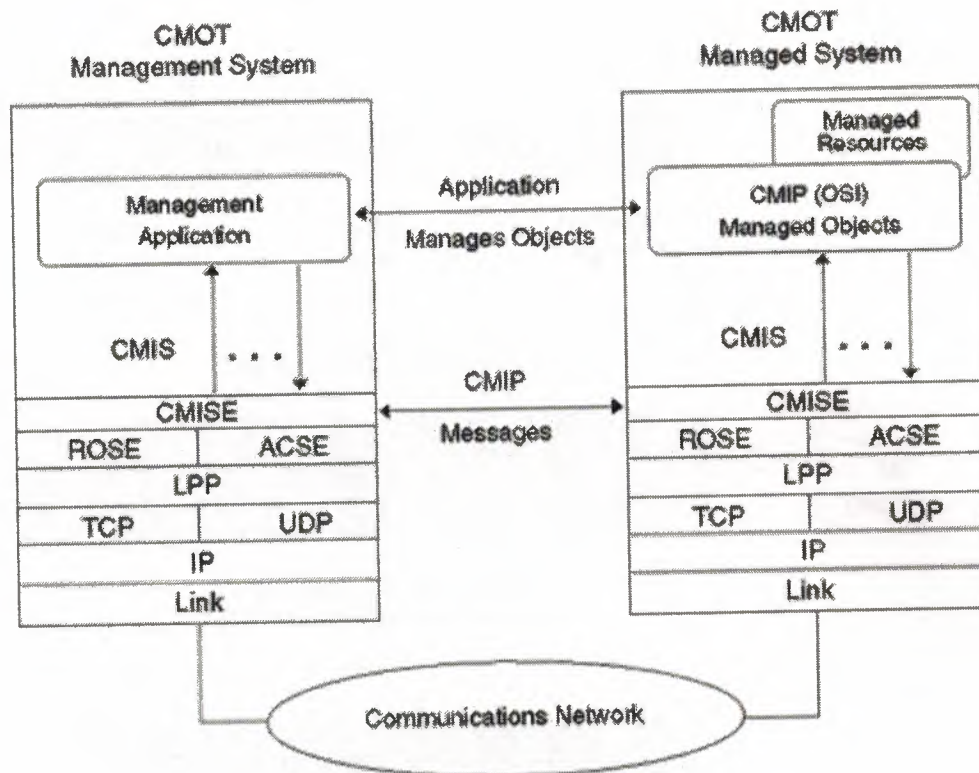 CMOT
Management System
CMOT
Managed System
Managed
Resources
Management
Application
Application
Manages Objects
CMIP (OSI)
Managed Objects
CMIS
. . .
CMIP
Messages
CMIS
. . .
CMISE
ROSE ACSE
LPP
TCP UDP
IP
Link
CMISE
ROSE ACSE
LPP
TCP UDP
IP
Link
Communications Network